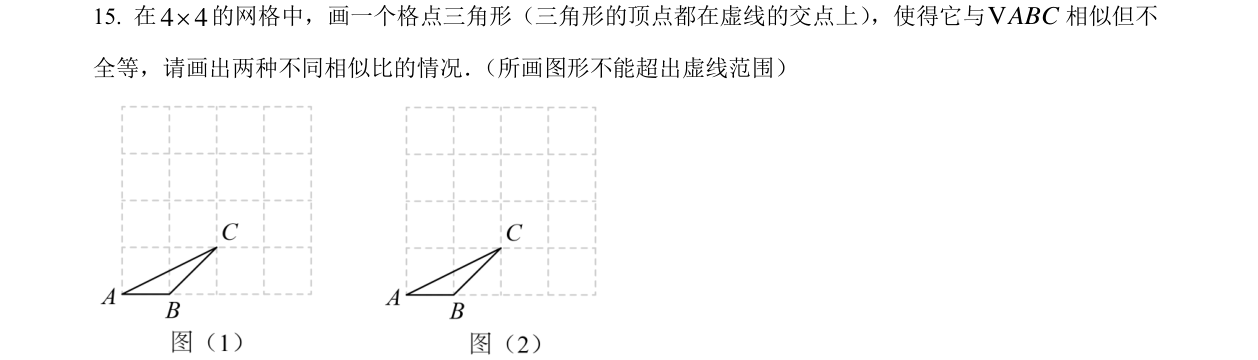 15. 在 4×4 的网格中，画一个格点三角形（三角形的顶点都在虚线的交点上），使得它与 VABC 相似但不
全等，请画出两种不同相似比的情况．（所画图形不能超出虚线范围）
C
A
B
图（1）
C
A
B
图（2）